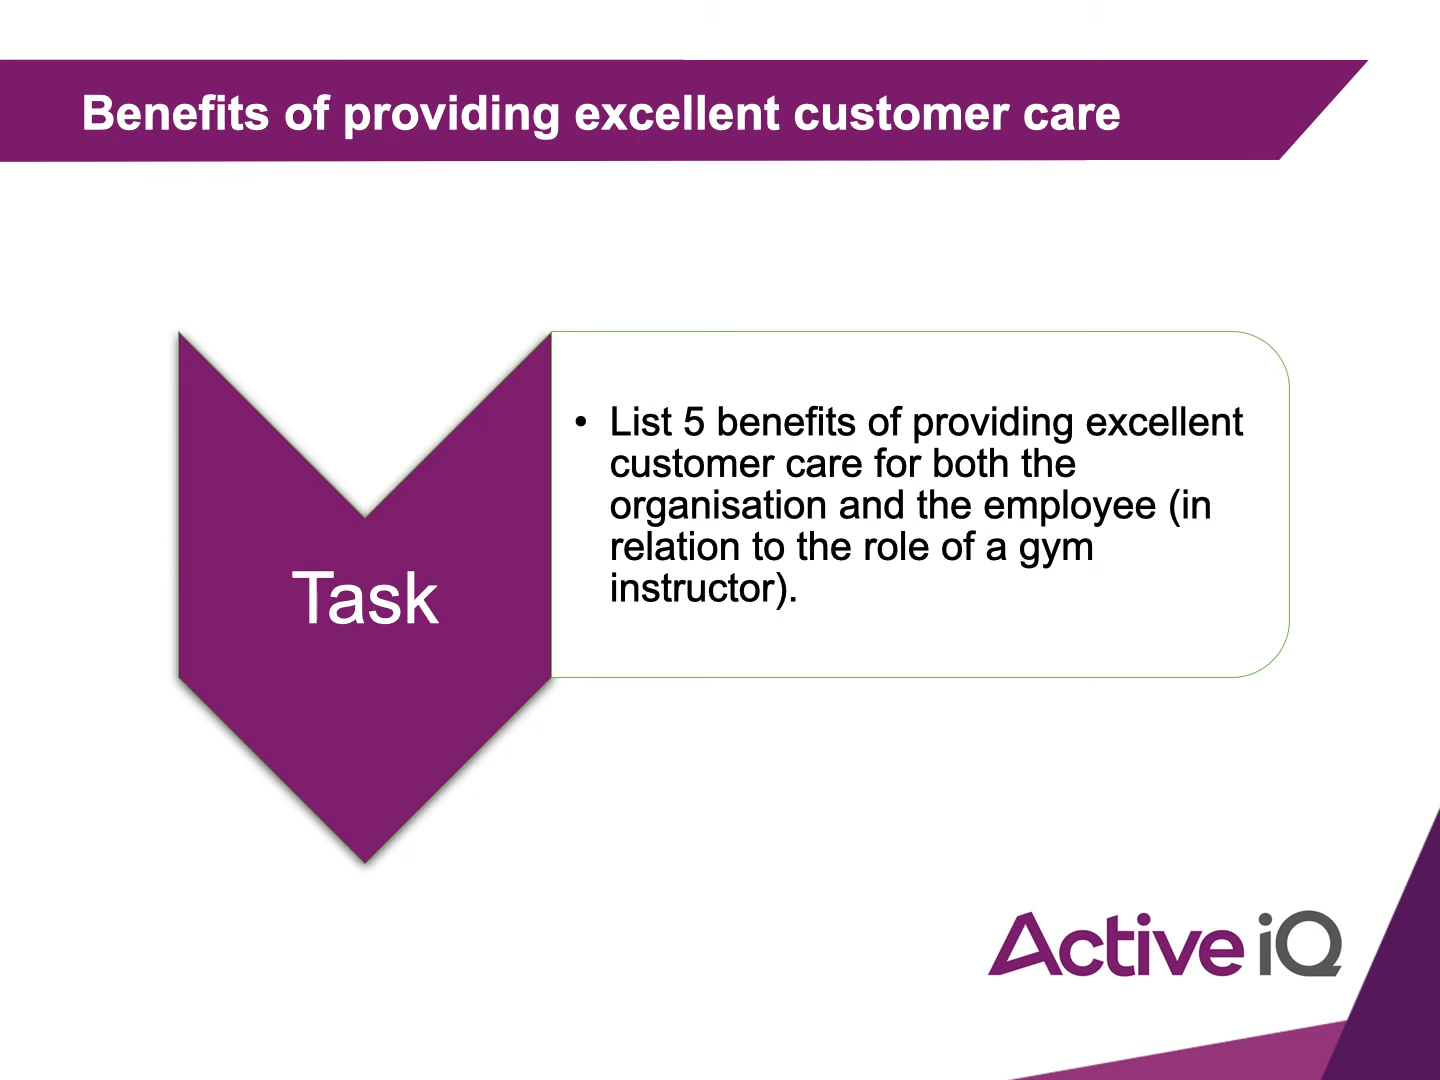 Benefits of providing excellent customer care
Task
• List 5 benefits of providing excellent
customer care for both the
organisation and the employee (in
relation to the role of a gym
instructor).
Active iQ